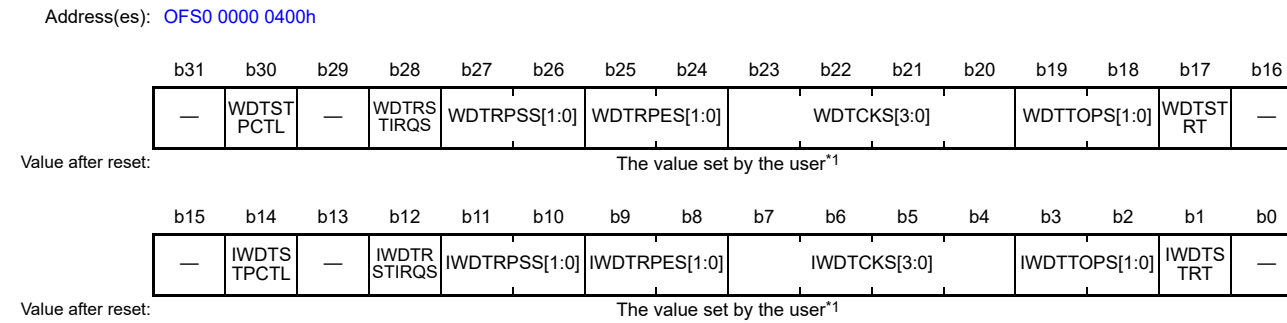 Address(es): OFS0 0000 0400h
b31 b30 b29 b28 b27 b26 b25 b24 b23 b22 b21 b20 b19 b18 b17 b16
— WDTST PCTL — WDTRS TIRQS WDTRPSS[1:0] WDTRPES[1:0] WDTCKS[3:0] WDTTOPS[1:0] WDTST RT —
Value after reset: The value set by the user*1
b15 b14 b13 b12 b11 b10 b9 b8 b7 b6 b5 b4 b3 b2 b1 b0
— IWDTS TPCTL — IWDTR STIRQS IWDTRPSS[1:0] IWDTRPES[1:0] IWDTCKS[3:0] IWDTTOPS[1:0] IWDTS TRT —
Value after reset: The value set by the user*1